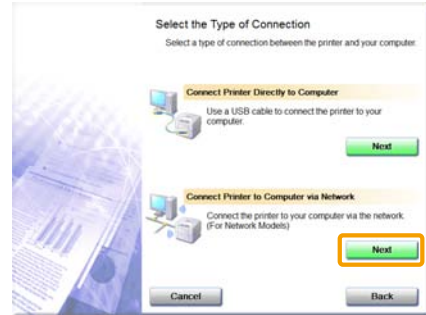 Select the Type of Connection
Select a type of connection between the printer and your computer.
Connect Printer Directly to Computer
Use a USB cable to connect the printer to your
computer.
Next
Connect Printer to Computer via Network
Connect the printer to your computer via the network.
(For Network Models)
Next
Cancel
Back